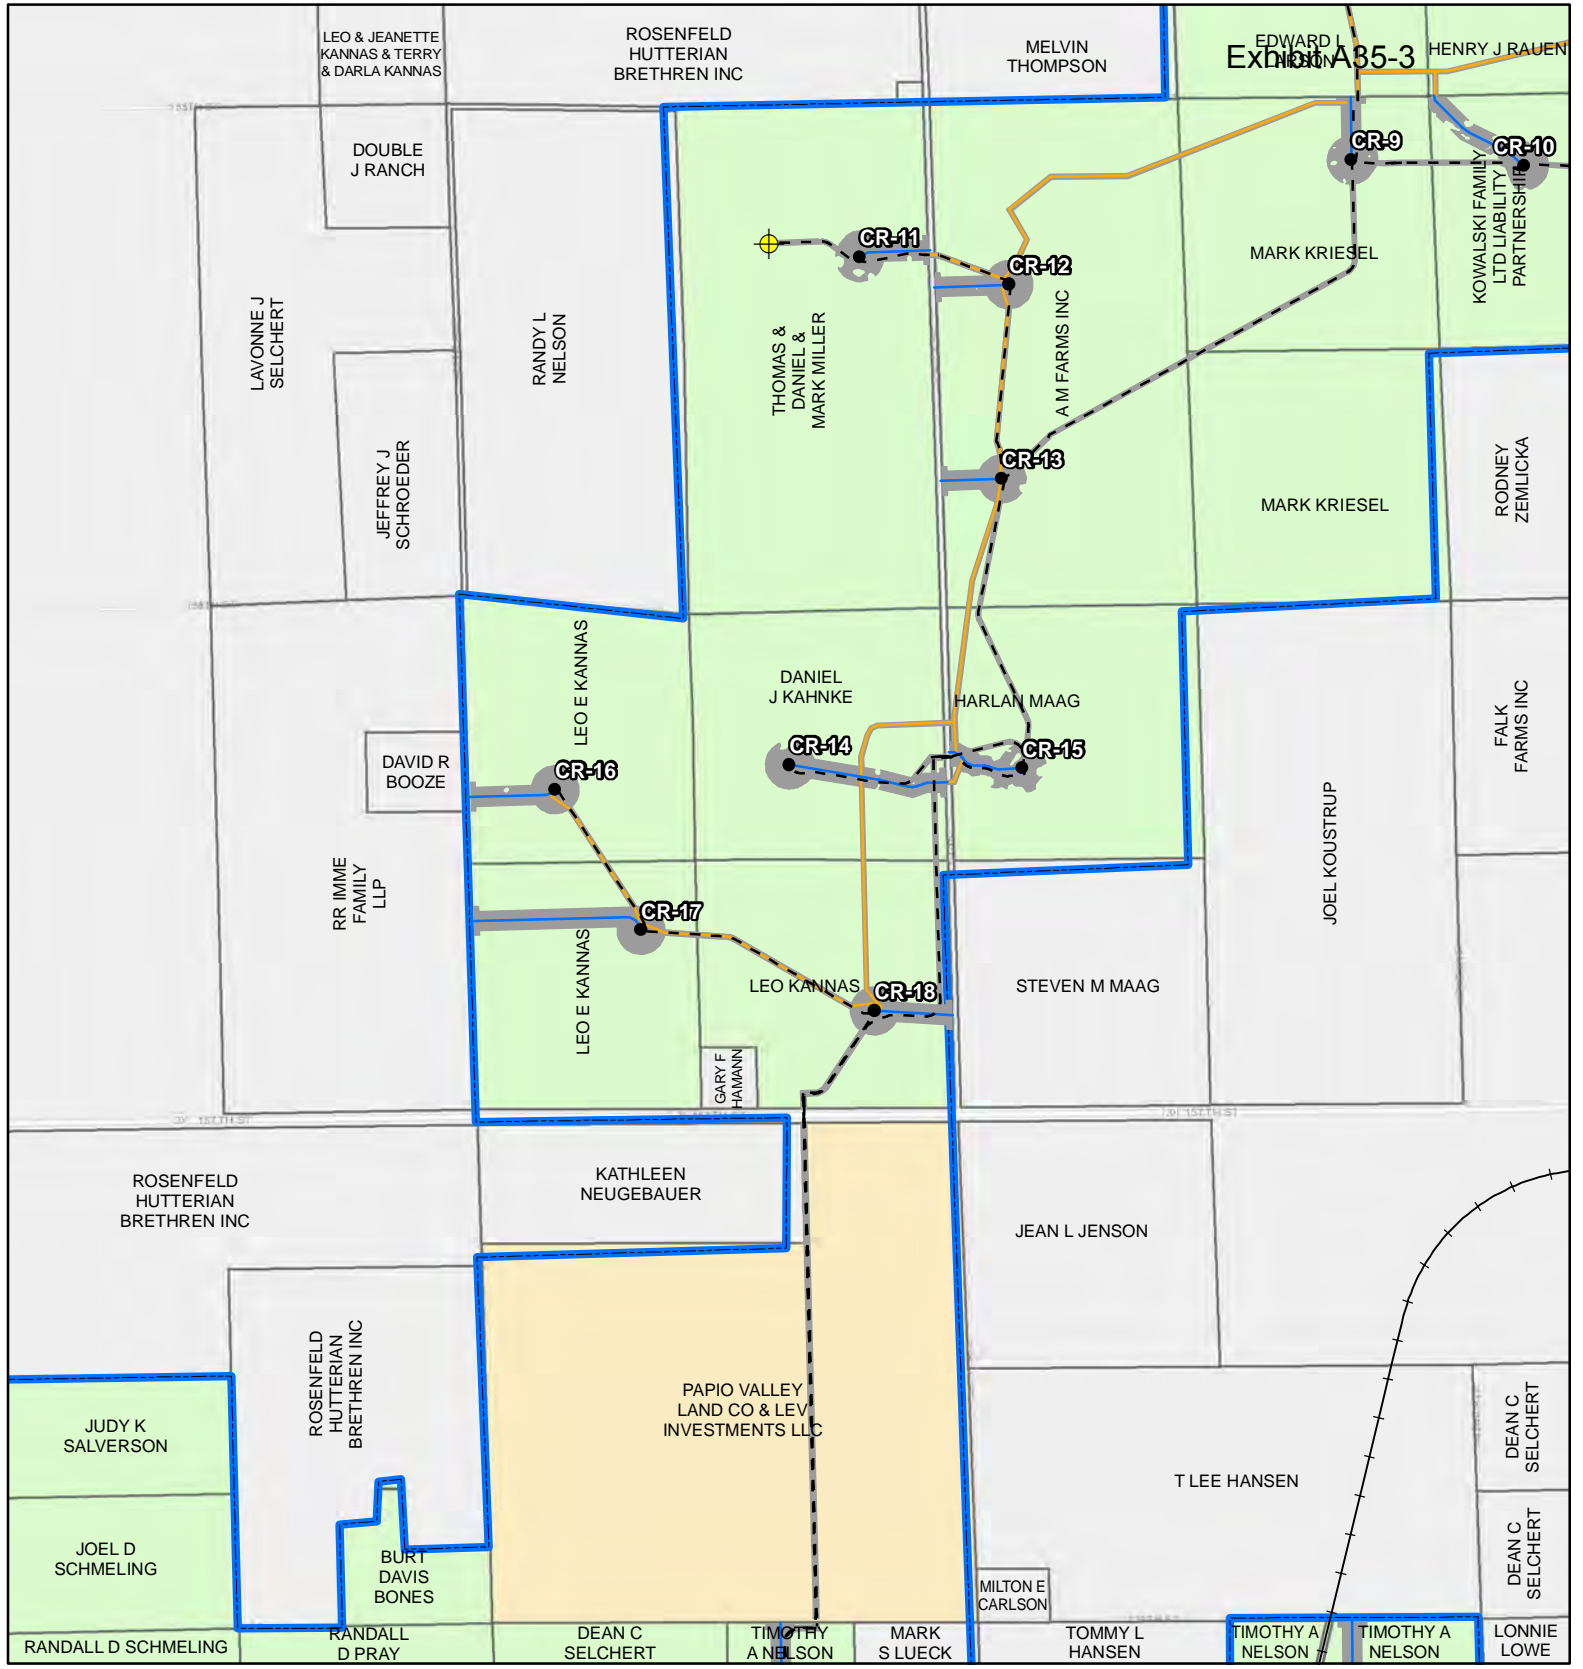 LEO & JEANETTE
KANNAS & TERRY
& DARLA KANNAS
ROSENFELD
HUTTERIAN
BRETHREN INC
MELVIN
THOMPSON
EDWARD L
LARSON
Exhibit A35-3
HENRY J RAUEN
DOUBLE
J RANCH
CR-9
CR-10
KOWALSKI FAMILY
LTD LIABILITY
PARTNERSHIP
MARK KRIESEL
CR-11
CR-12
LAVONNE J
SELCHERT
RANDY L
NELSON
THOMAS &
DANIEL &
MARK MILLER
A M FARMS INC
JEFFREY J
SCHROEDER
CR-13
MARK KRIESEL
RODNEY
ZEMLICKA
LEO E KANNAS
DANIEL
J KAHNKE
HARLAN MAAG
FALK
FARMS INC
DAVID R
BOOZE
CR-16
CR-14
CR-15
JOEL KOUSTRUP
RR IMME
FAMILY
LLP
CR-17
LEO E KANNAS
LEO KANNAS
CR-18
STEVEN M MAAG
GARY F
HAMANN
157TH ST
157TH ST
ROSENFELD
HUTTERIAN
BRETHREN INC
KATHLEEN
NEUGEBAUER
JEAN L JENSON
ROSENFELD
HUTTERIAN
BRETHREN INC
PAPIO VALLEY
LAND CO & LEV
INVESTMENTS LLC
JUDY K
SALVERSON
DEAN C
SELCHERT
T LEE HANSEN
JOEL D
SCHMELING
BURT
DAVIS
BONES
DEAN C
SELCHERT
MILTON E
CARLSON
RANDALL D SCHMELING
RANDALL
D PRAY
DEAN C
SELCHERT
TIMOTHY
A NELSON
MARK
S LUECK
TOMMY L
HANSEN
TIMOTHY A
NELSON
TIMOTHY A
NELSON
LONNIE
LOWE